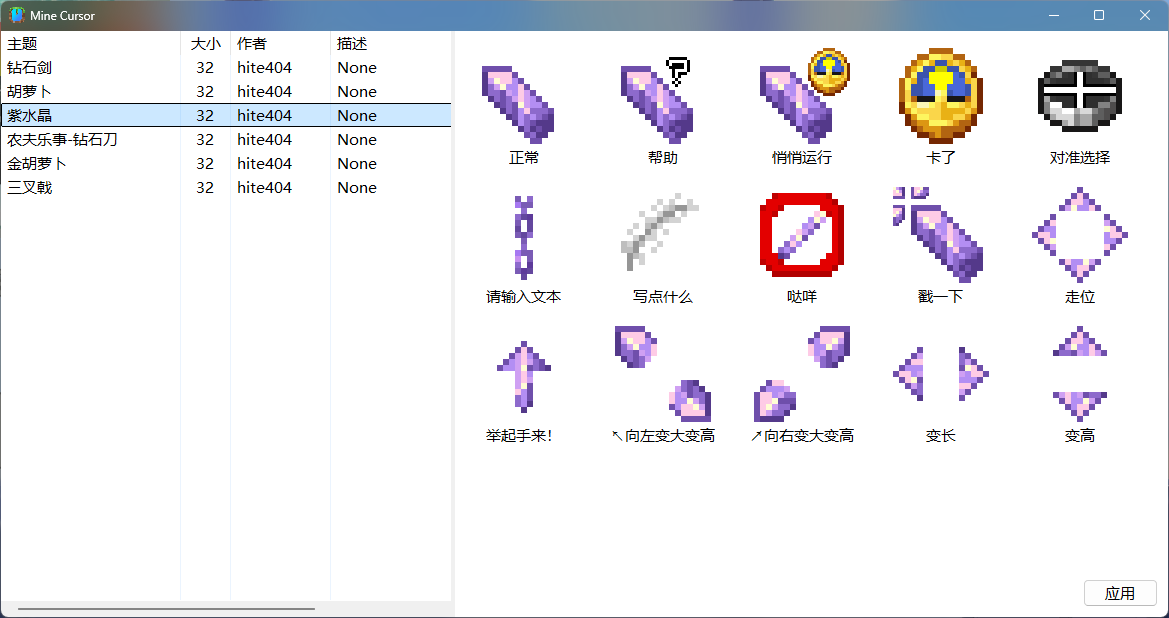 Mine Cursor
主题 大小 作者 描述
钻石剑 32 hite404 None
胡萝卜 32 hite404 None
紫水晶 32 hite404 None
农夫乐事-钻石刀 32 hite404 None
金胡萝卜 32 hite404 None
三叉戟 32 hite404 None
正常 帮助 悄悄运行 卡了 对准选择
请输入文本 写点什么 哒咩 戳一下 走位
举起手来! ↖向左变大变高 ↗向右变大变高 变长 变高
应用